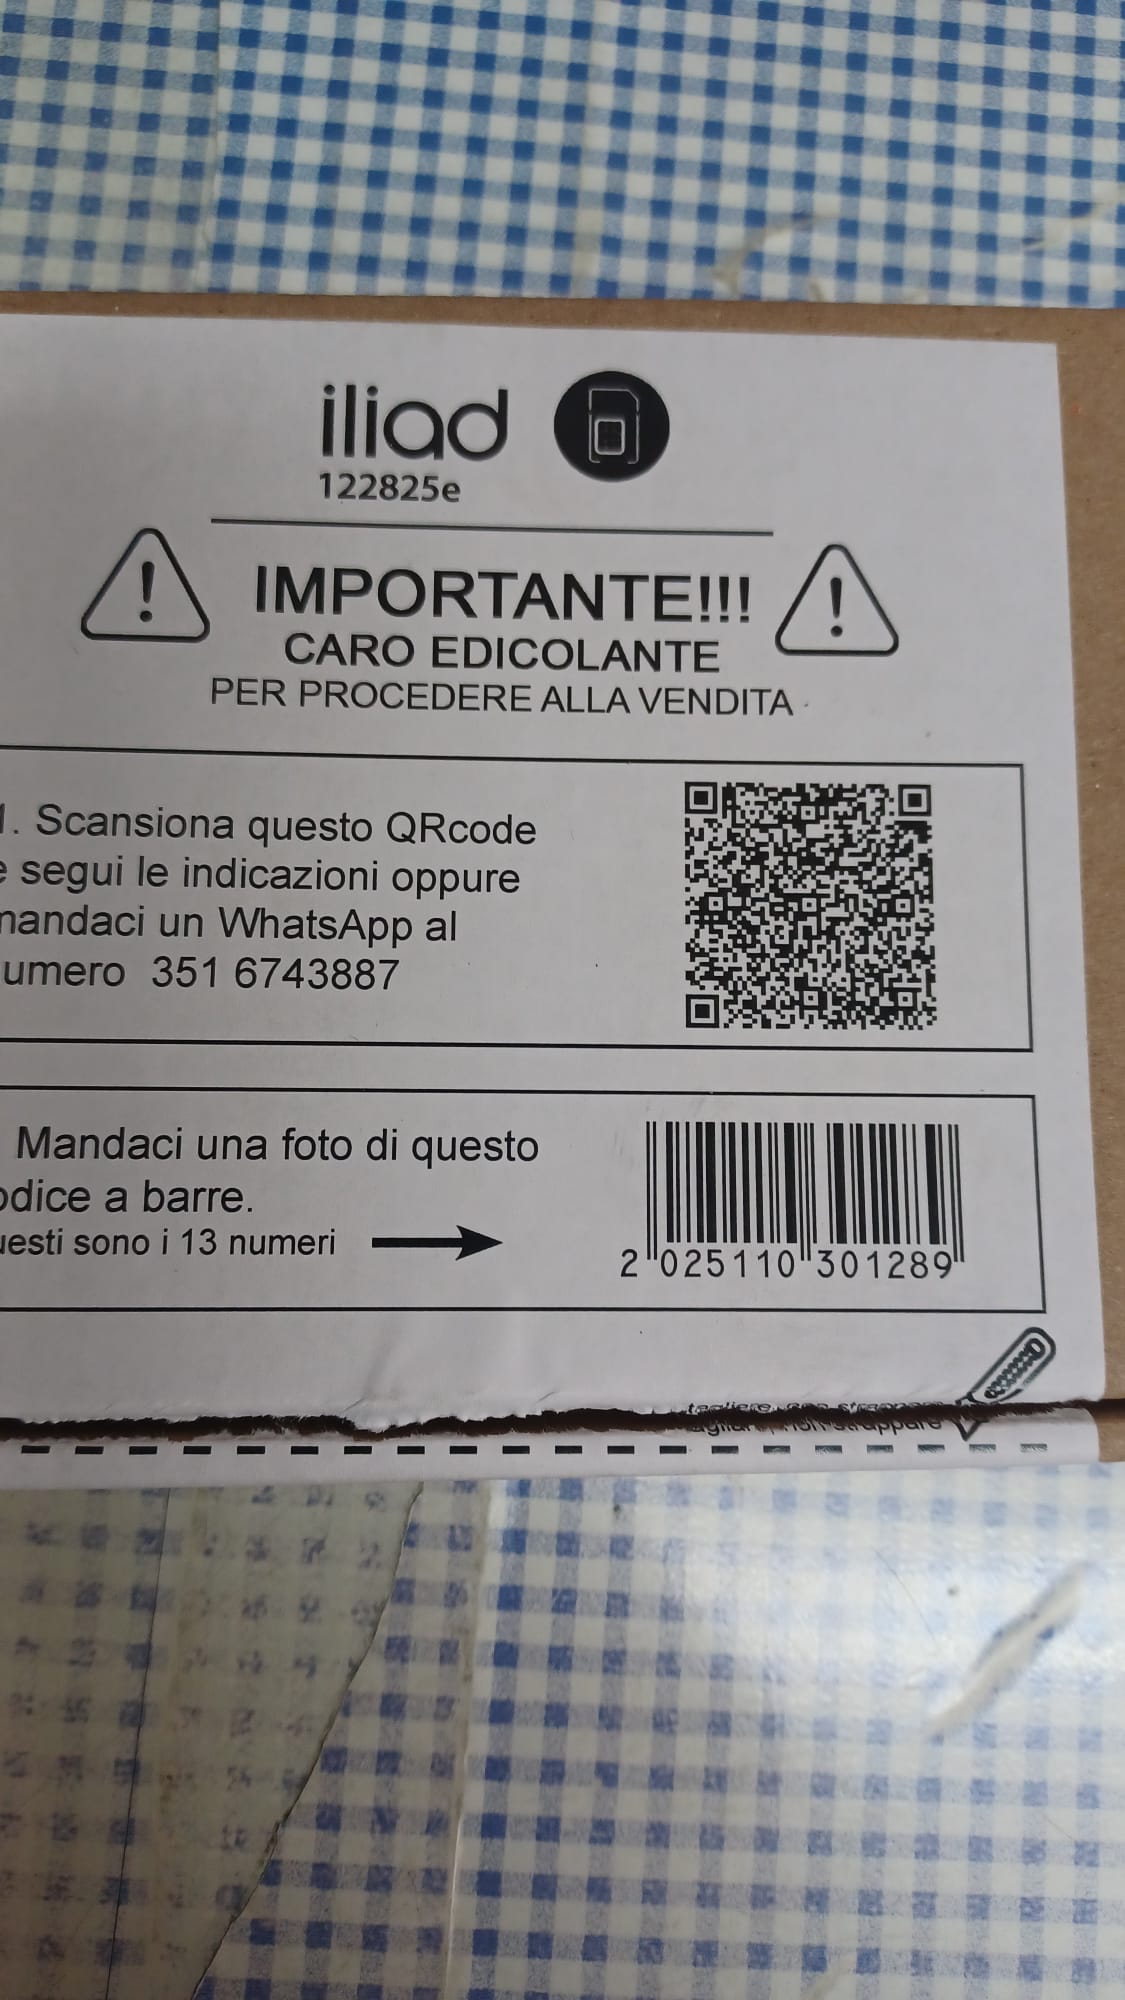 iliad
122825e
IMPORTANTE!!!
CARO EDICOLANTE
PER PROCEDERE ALLA VENDITA
1. Scansiona questo QRcode
e segui le indicazioni oppure
mandaci un WhatsApp al
umero 351 6743887
Mandaci una foto di questo
odice a barre.
uesti sono i 13 numeri
2 025110 301289